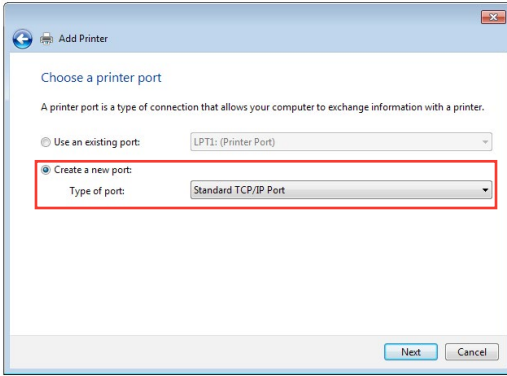 Add Printer
Choose a printer port
A printer port is a type of connection that allows your computer to exchange information with a printer.
Use an existing port: LPT1: (Printer Port)
Create a new port:
Type of port: Standard TCP/IP Port
Next Cancel